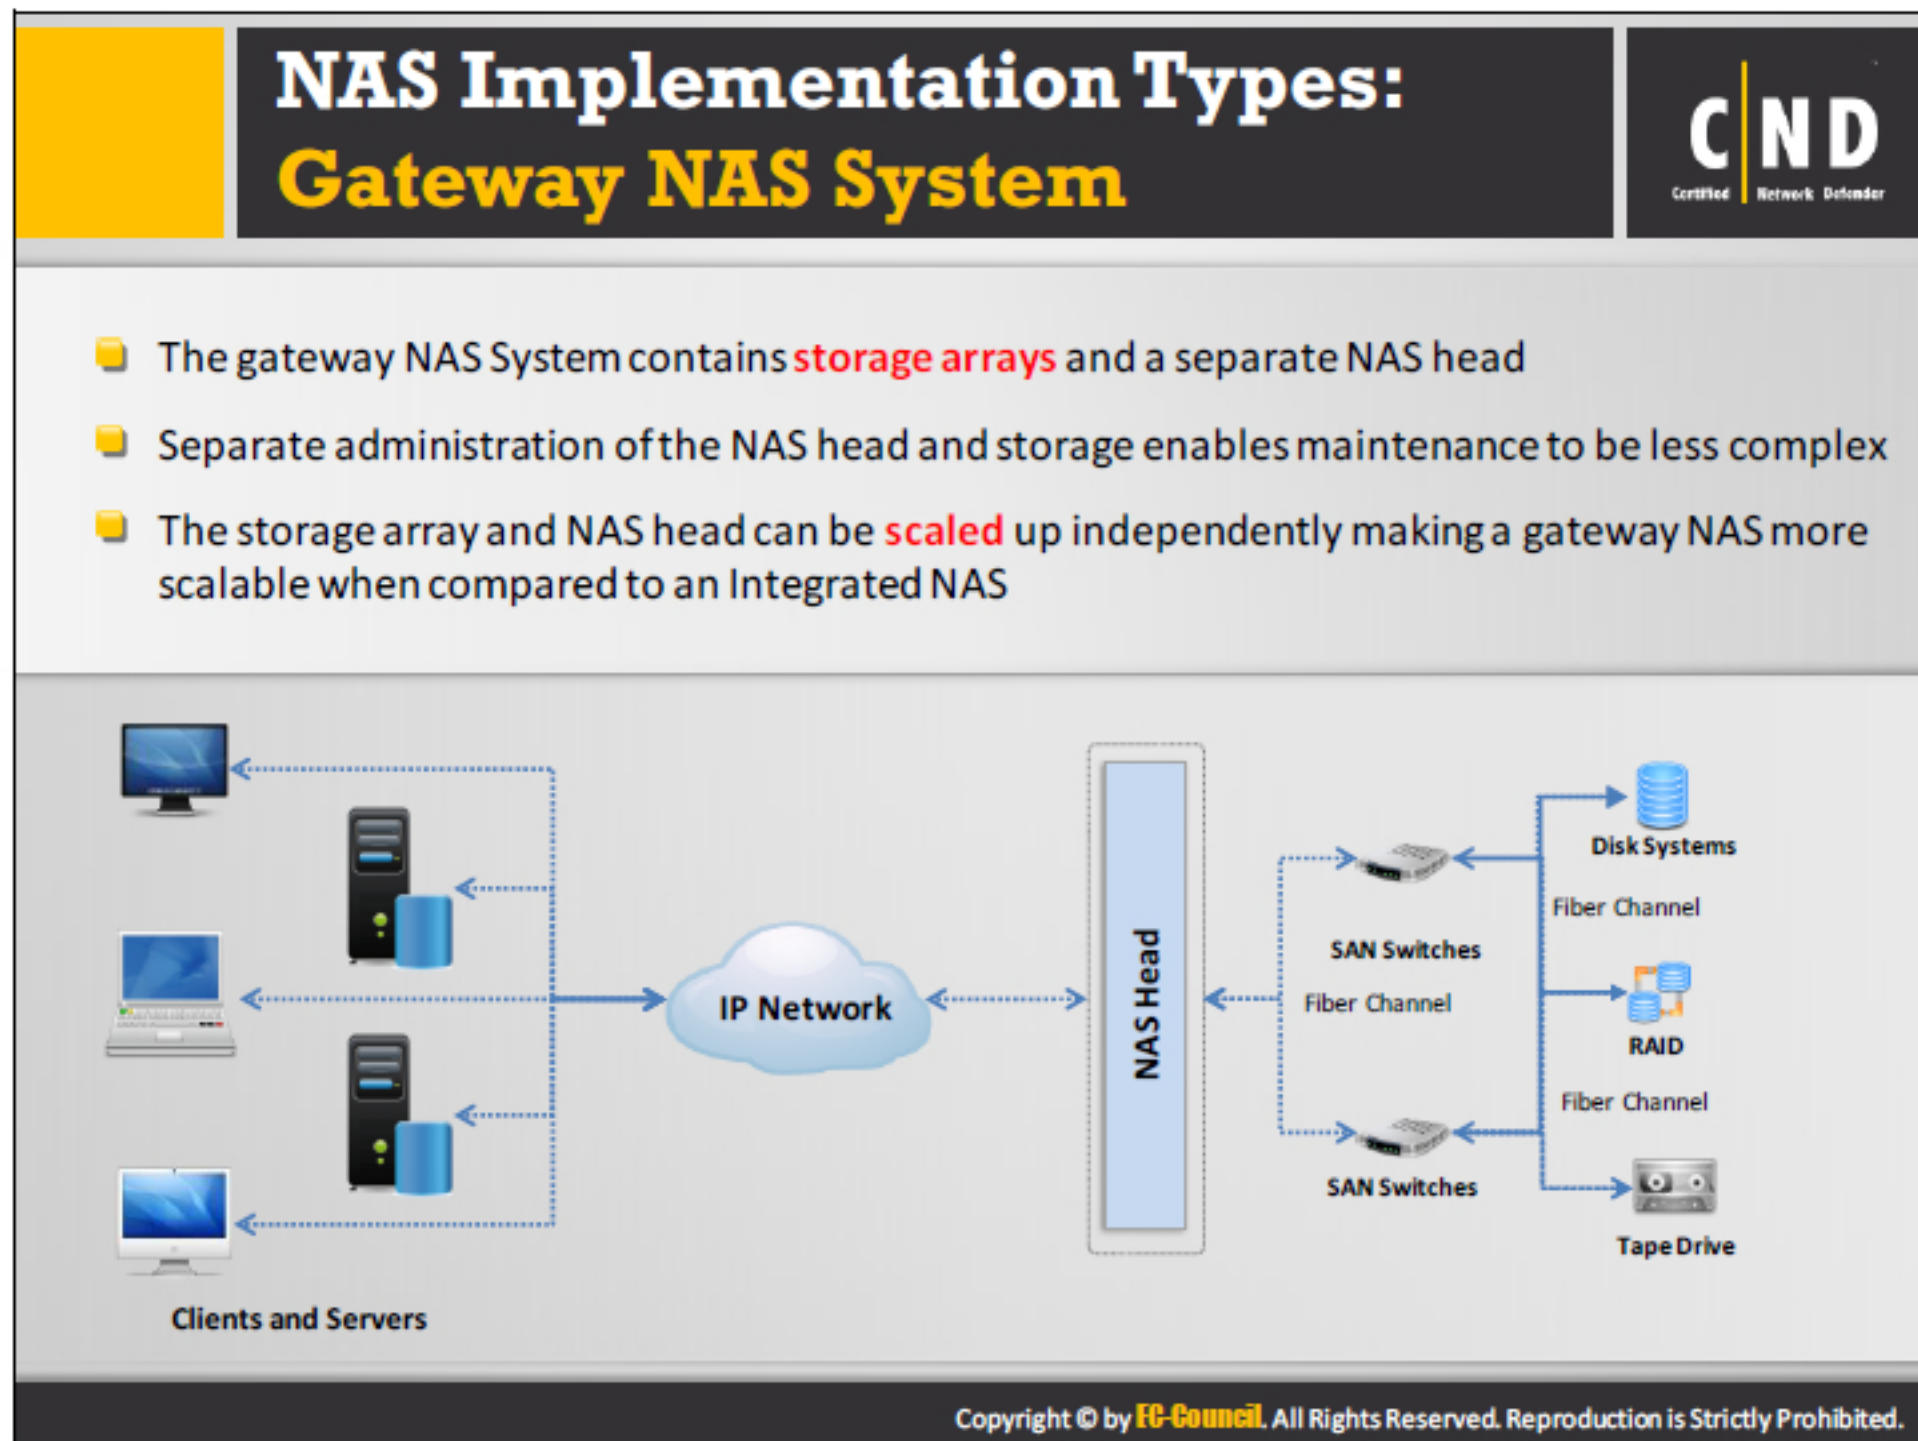 NAS Implementation Types:
Gateway NAS System
C|ND
Certified Network Defender
The gateway NAS System contains storage arrays and a separate NAS head
Separate administration of the NAS head and storage enables maintenance to be less complex
The storage array and NAS head can be scaled up independently making a gateway NAS more
scalable when compared to an Integrated NAS
Clients and Servers
IP Network
NAS Head
SAN Switches
Fiber Channel
SAN Switches
Disk Systems
Fiber Channel
RAID
Fiber Channel
Tape Drive
Copyright © by EC-Council. All Rights Reserved. Reproduction is Strictly Prohibited.